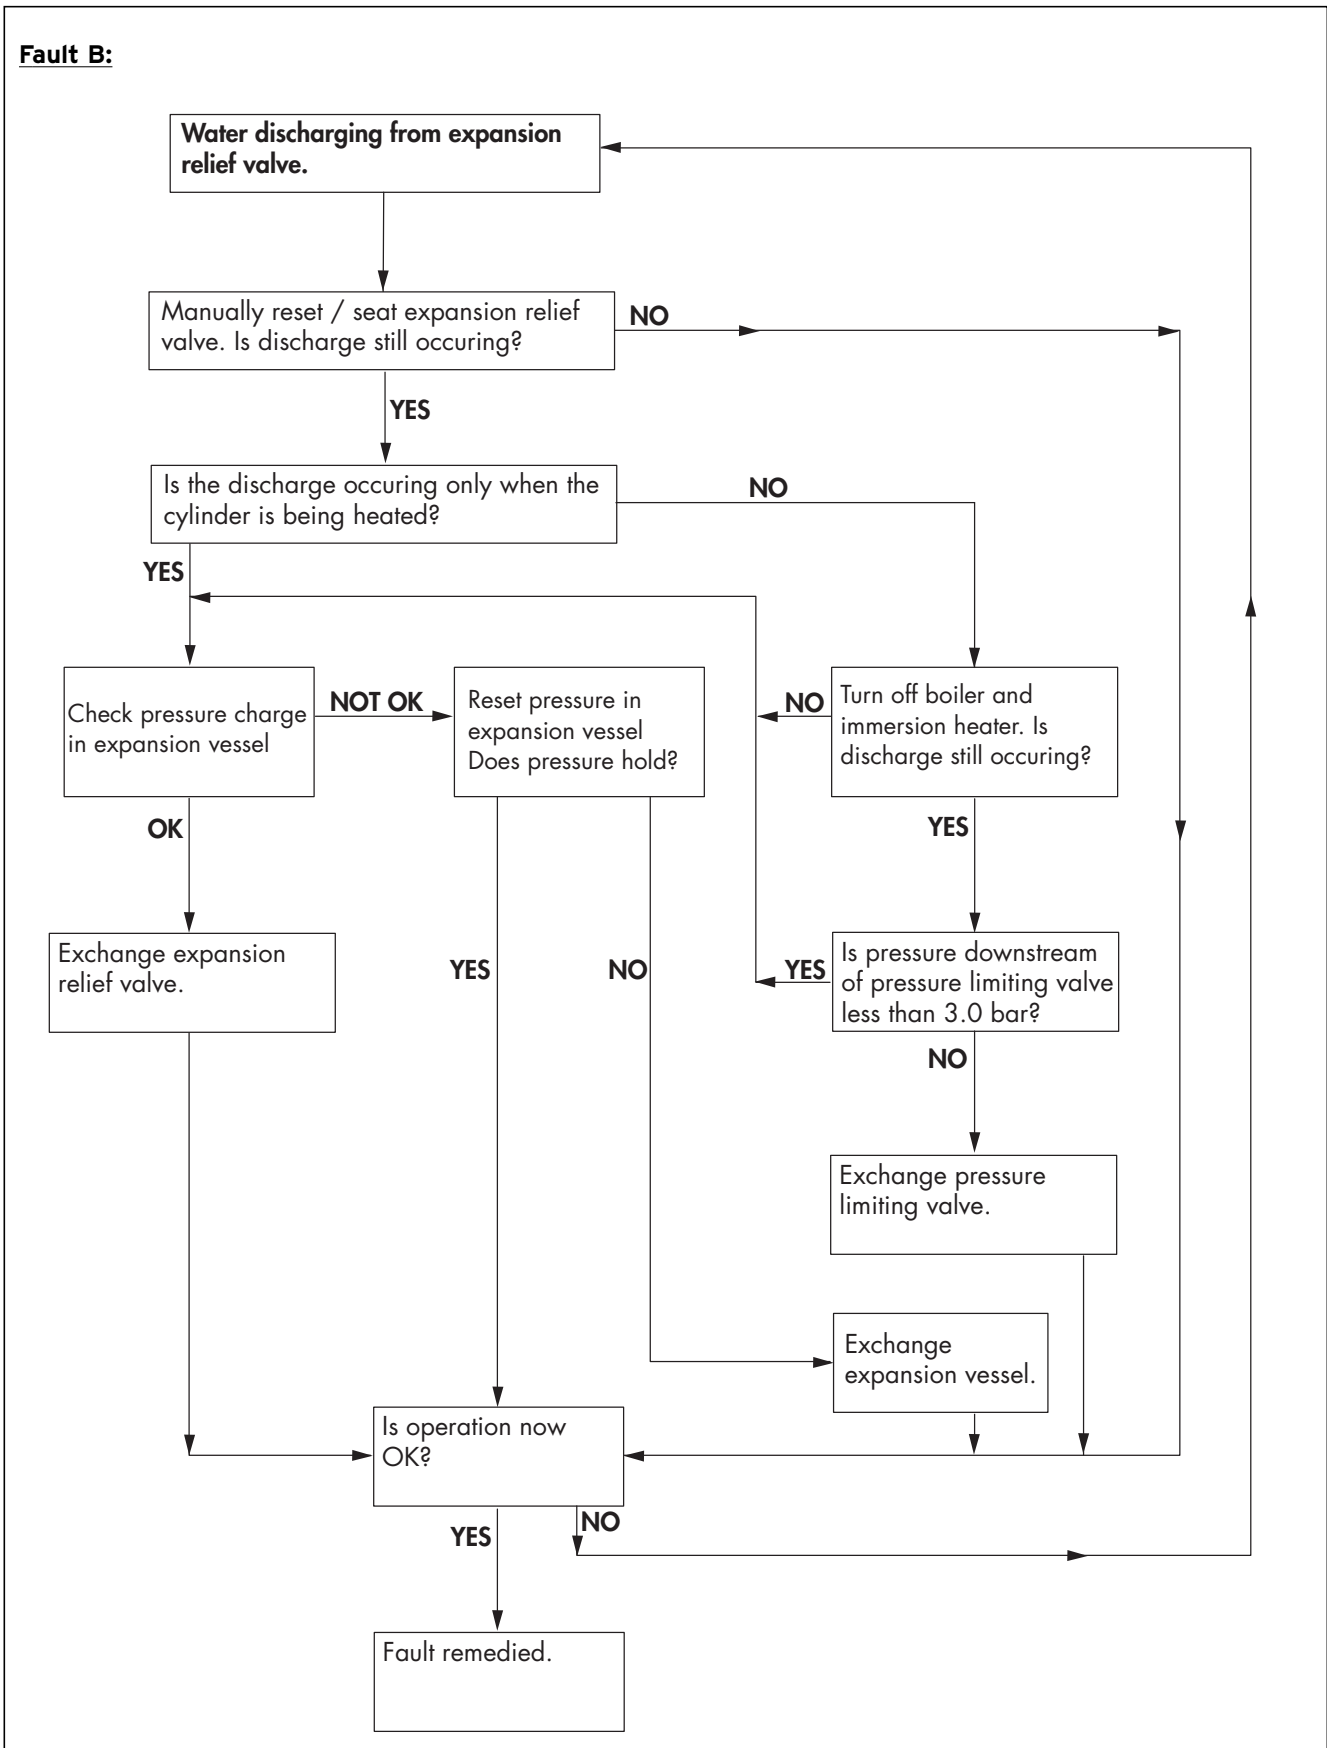 Fault B:
Water discharging from expansion
relief valve.
Manually reset / seat expansion relief
valve. Is discharge still occuring?
NO
YES
Is the discharge occuring only when the
cylinder is being heated?
NO
YES
Check pressure charge
in expansion vessel
NOT OK
Reset pressure in
expansion vessel
Does pressure hold?
NO
Turn off boiler and
immersion heater. Is
discharge still occuring?
OK
YES
Exchange expansion
relief valve.
YES
NO
YES
Is pressure downstream
of pressure limiting valve
less than 3.0 bar?
NO
Exchange pressure
limiting valve.
Exchange
expansion vessel.
Is operation now
OK?
YES
NO
Fault remedied.